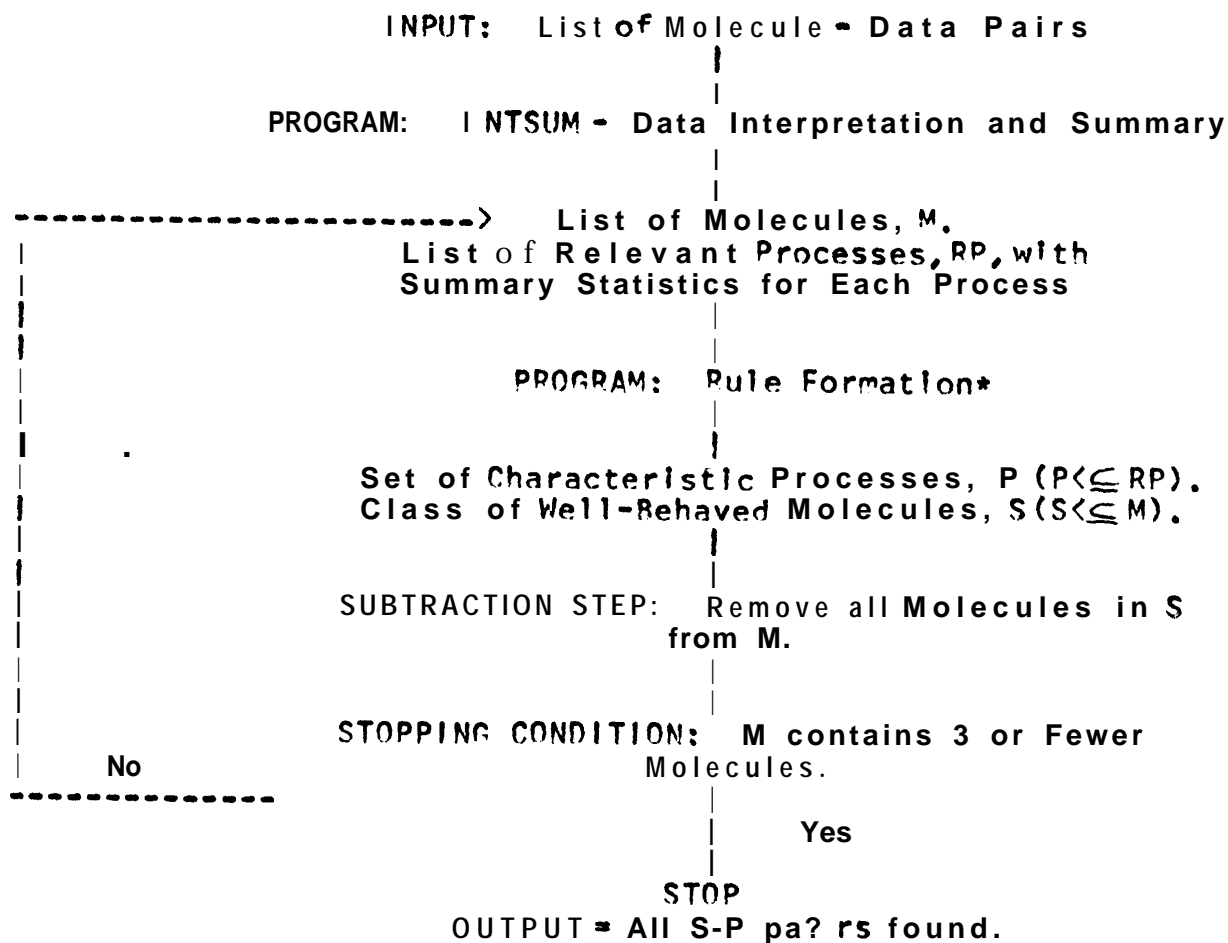 INPUT: List of Molecule - Data Pairs
PROGRAM: INTSUM - Data Interpretation and Summary
List of Molecules, M.
List of Relevant Processes, RP, with
Summary Statistics for Each Process
PROGRAM: Rule Formation*
Set of Characteristic Processes, P (P<⊆ RP).
Class of Well-Behaved Molecules, S(S<⊆ M).
SUBTRACTION STEP: Remove all Molecules in S
from M.
STOPPING CONDITION: M contains 3 or Fewer
Molecules.
No
Yes
STOP
OUTPUT = All S-P pa? rs found.